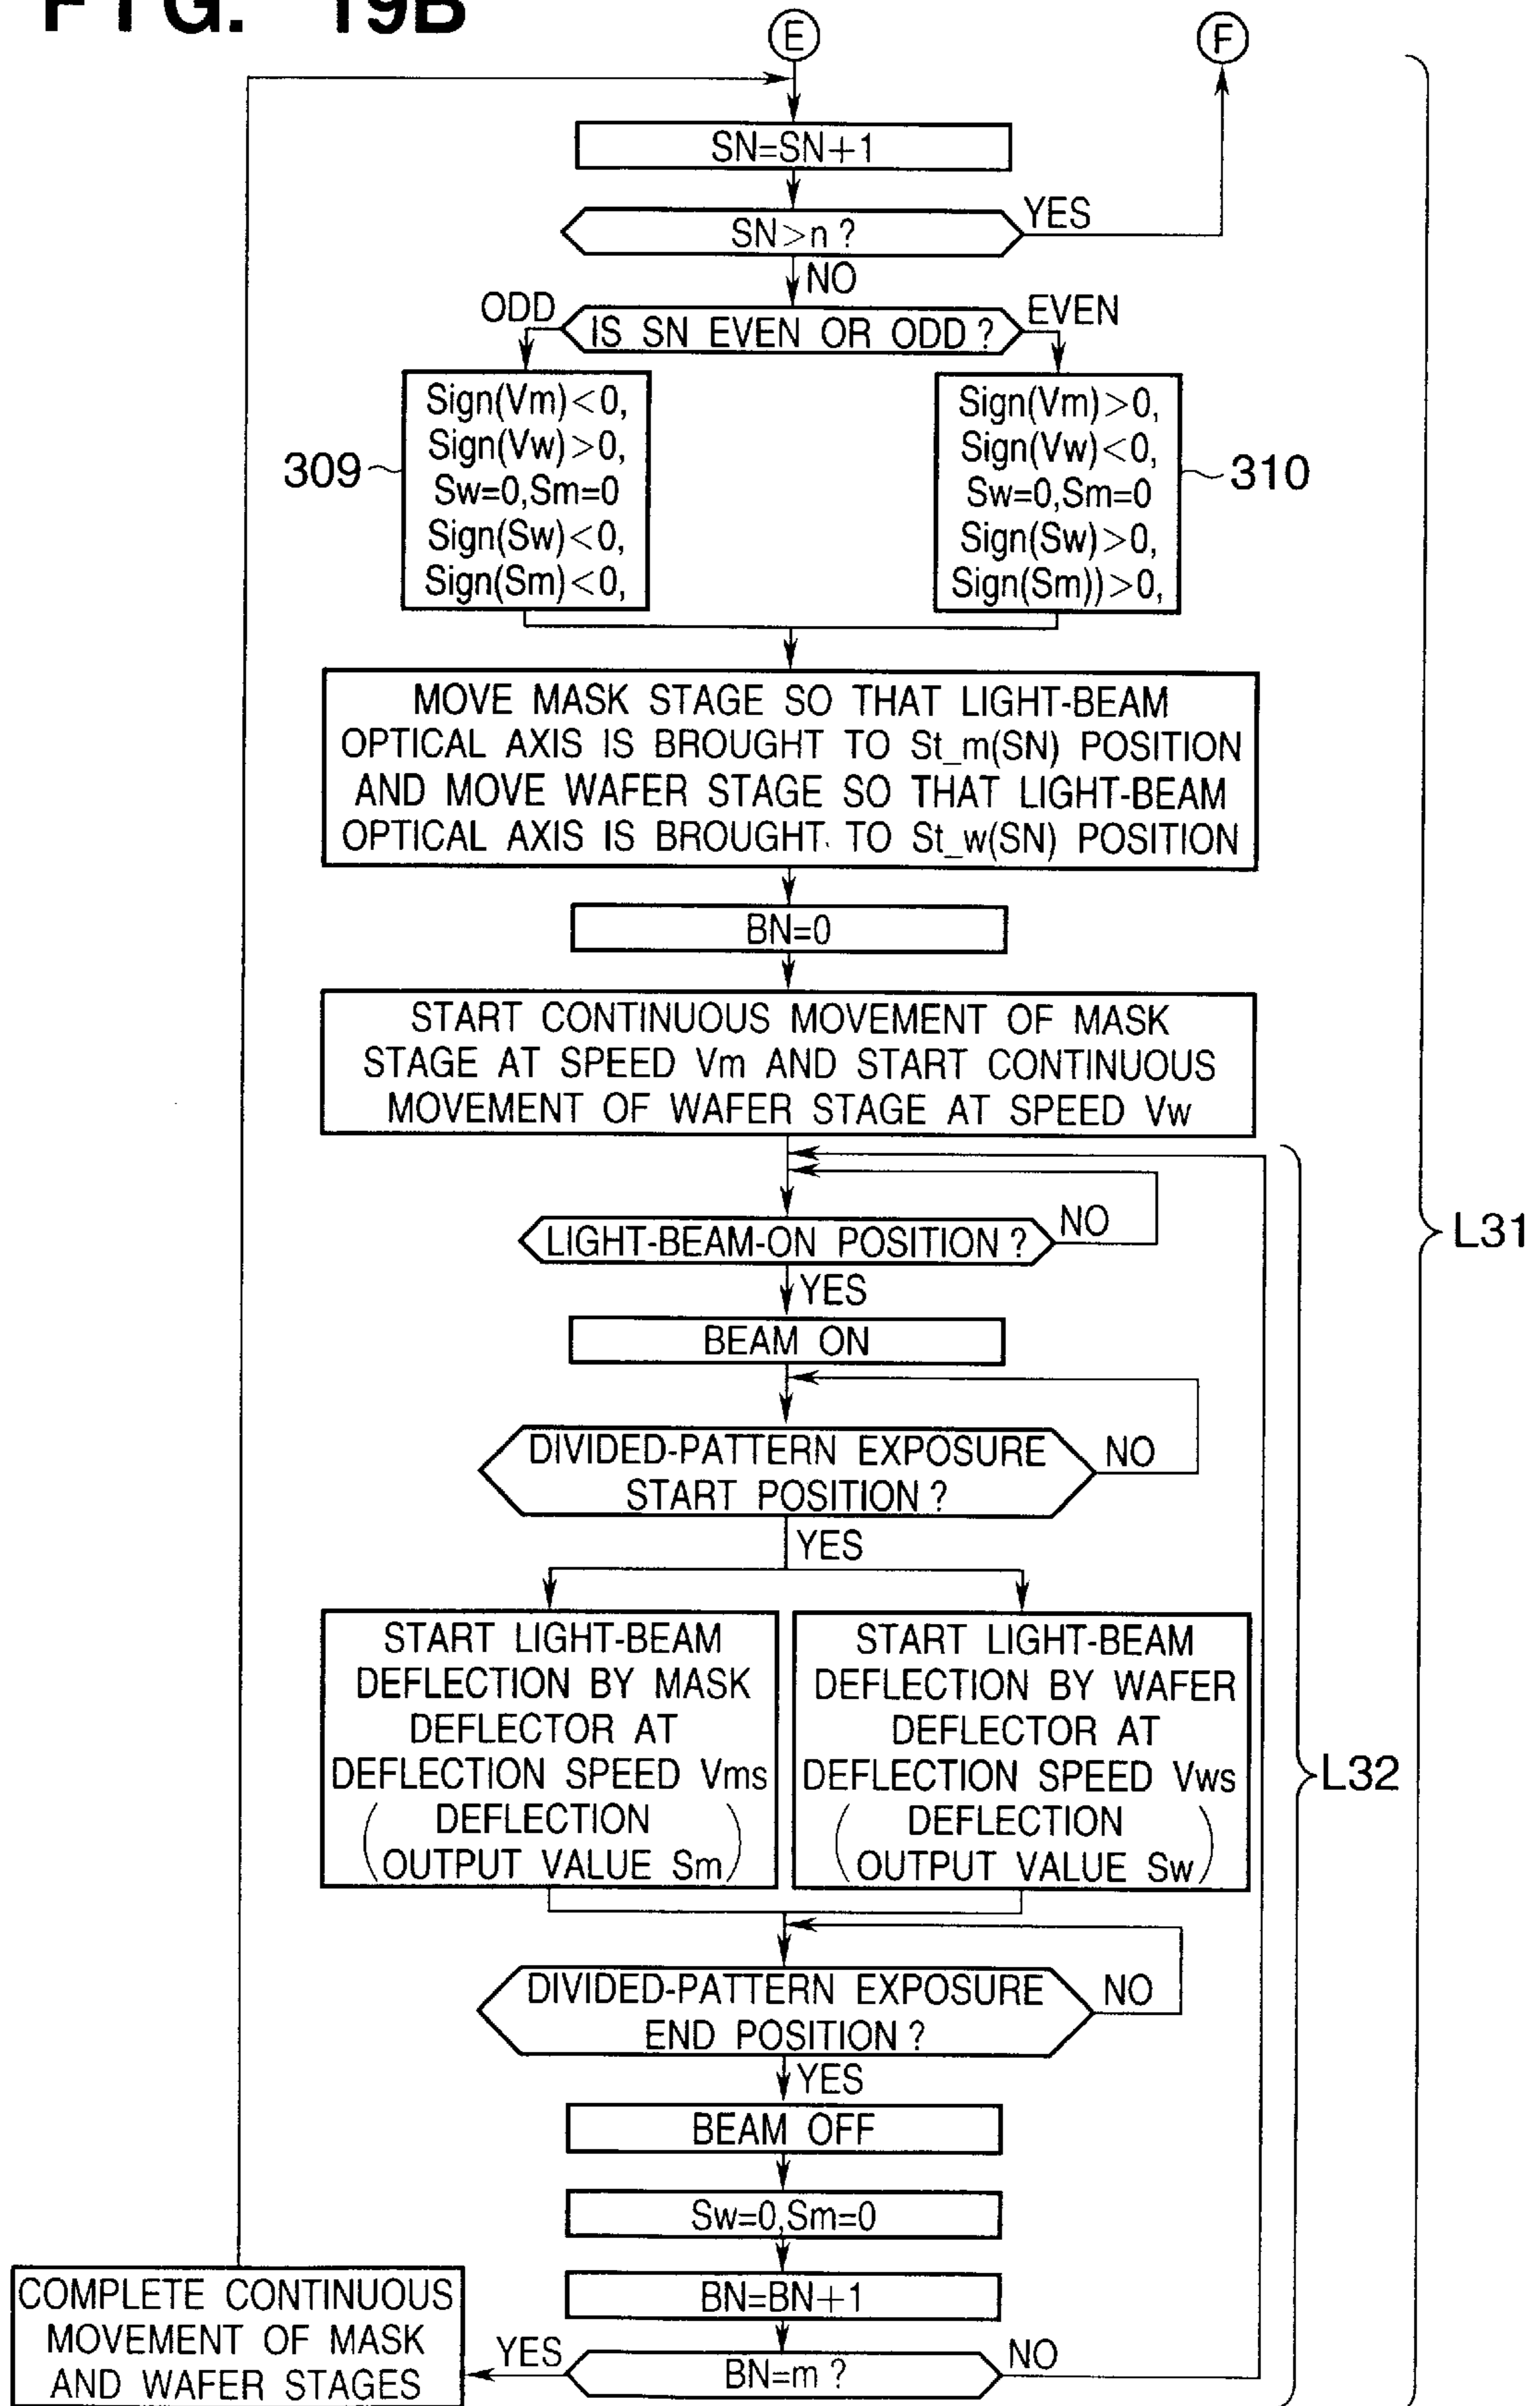 FIG. 19B
E
F
SN=SN+1
SN>n?
YES
NO
ODD
IS SN EVEN OR ODD?
EVEN
Sign(Vm)<0,
Sign(Vw)>0,
Sw=0,Sm=0
Sign(Sw)<0,
Sign(Sm)<0,
309
Sign(Vm)>0,
Sign(Vw)<0,
Sw=0,Sm=0
Sign(Sw)>0,
Sign(Sm))>0,
310
MOVE MASK STAGE SO THAT LIGHT-BEAM
OPTICAL AXIS IS BROUGHT TO St_m(SN) POSITION
AND MOVE WAFER STAGE SO THAT LIGHT-BEAM
OPTICAL AXIS IS BROUGHT TO St_w(SN) POSITION
BN=0
START CONTINUOUS MOVEMENT OF MASK
STAGE AT SPEED Vm AND START CONTINUOUS
MOVEMENT OF WAFER STAGE AT SPEED Vw
LIGHT-BEAM-ON POSITION?
NO
L31
YES
BEAM ON
DIVIDED-PATTERN EXPOSURE
START POSITION?
NO
YES
START LIGHT-BEAM
DEFLECTION BY MASK
DEFLECTOR AT
DEFLECTION SPEED Vms
(DEFLECTION
OUTPUT VALUE Sm)
START LIGHT-BEAM
DEFLECTION BY WAFER
DEFLECTOR AT
DEFLECTION SPEED Vws
(DEFLECTION
OUTPUT VALUE Sw)
L32
DIVIDED-PATTERN EXPOSURE
END POSITION?
NO
YES
BEAM OFF
Sw=0,Sm=0
BN=BN+1
BN=m?
NO
YES
COMPLETE CONTINUOUS
MOVEMENT OF MASK
AND WAFER STAGES